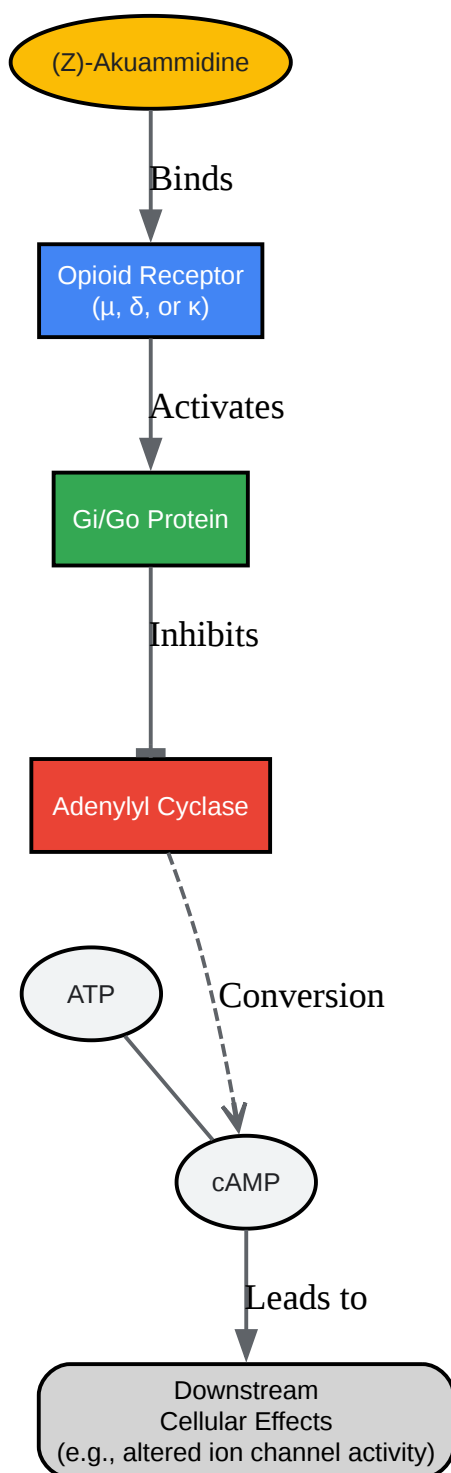 (Z)-Akuammidine
Binds
Opioid Receptor
(μ, δ, or κ)
Activates
Gi/Go Protein
Inhibits
Adenylyl Cyclase
ATP
Conversion
cAMP
Leads to
Downstream
Cellular Effects
(e.g., altered ion channel activity)